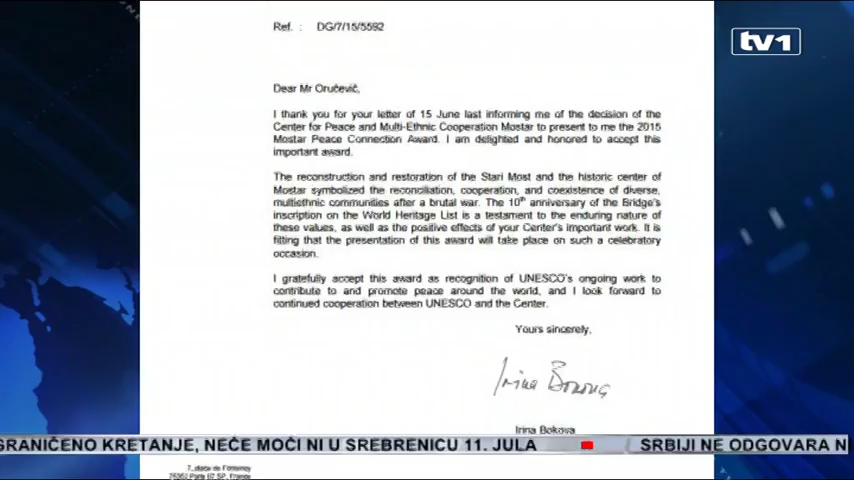 Ref. : DG/7/15/5592
tv1
Dear Mr Oručević,
I thank you for your letter of 15 June last informing me of the decision of the
Center for Peace and Multi-Ethnic Cooperation Mostar to present to me the 2015
Mostar Peace Connection Award. I am delighted and honored to accept this
important award.
The reconstruction and restoration of the Stari Most and the historic center of
Mostar symbolized the reconciliation, cooperation, and coexistence of diverse,
multiethnic communities after a brutal war. The 10th anniversary of the Bridge's
inscription on the World Heritage List is a testament to the enduring nature of
these values, as well as the positive effects of your Center's important work. It is
fitting that the presentation of this award will take place on such a celebratory
occasion.
I gratefully accept this award as recognition of UNESCO's ongoing work to
contribute to and promote peace around the world, and I look forward to
continued cooperation between UNESCO and the Center.
Yours sincerely,
Irina Bokova
Irina Bokova
GRANIČENO KRETANJE, NEĆE MOĆI NI U SREBRENICU 11. JULA SRBIJI NE ODGOVARA N
7, place de Fontenoy
75352 Paris 07 SP, France